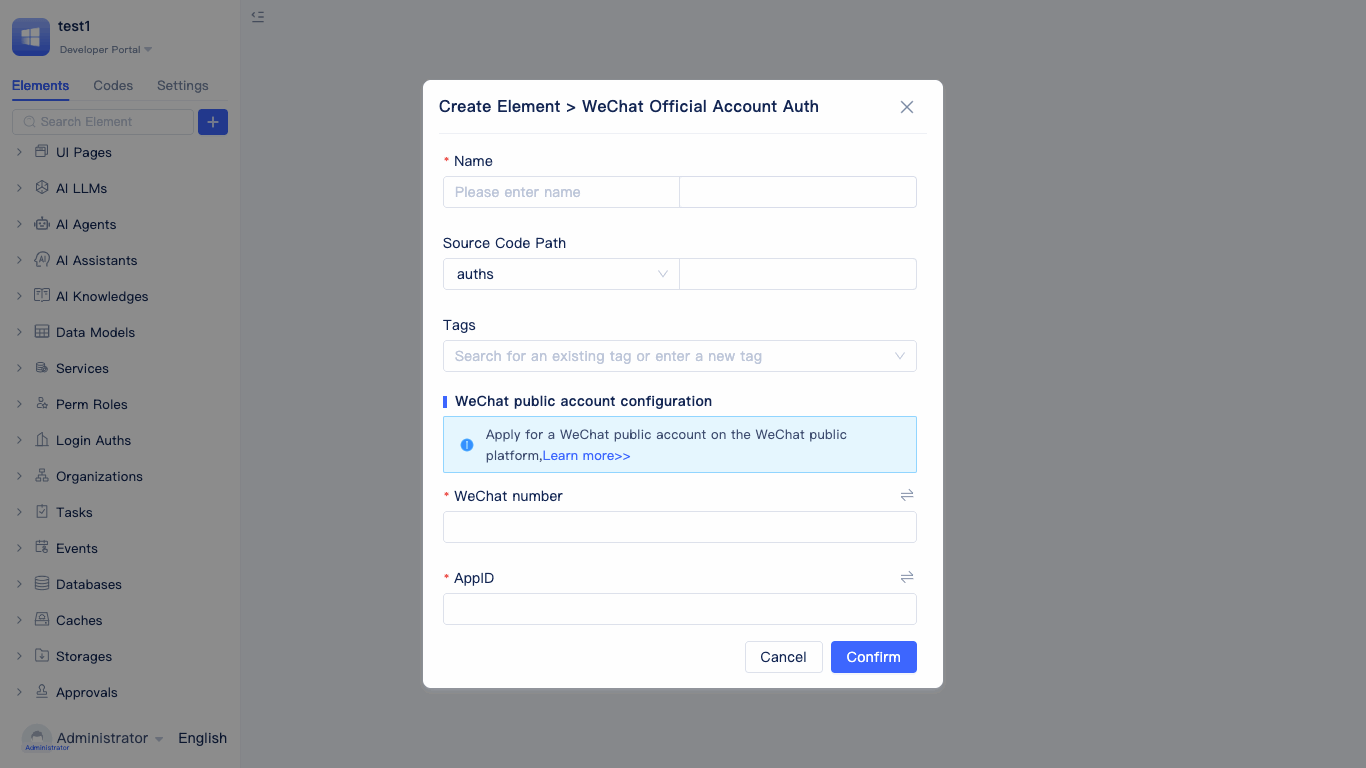 test1
Developer Portal
Elements Codes Settings
Search Element
UI Pages
AI LLMs
AI Agents
AI Assistants
AI Knowledges
Data Models
Services
Perm Roles
Login Auths
Organizations
Tasks
Events
Databases
Caches
Storages
Approvals
Administrator
Administrator
English
Create Element > WeChat Official Account Auth
* Name
Please enter name
Source Code Path
auths
Tags
Search for an existing tag or enter a new tag
WeChat public account configuration
Apply for a WeChat public account on the WeChat public
platform,Learn more>>
* WeChat number
* AppID
Cancel
Confirm